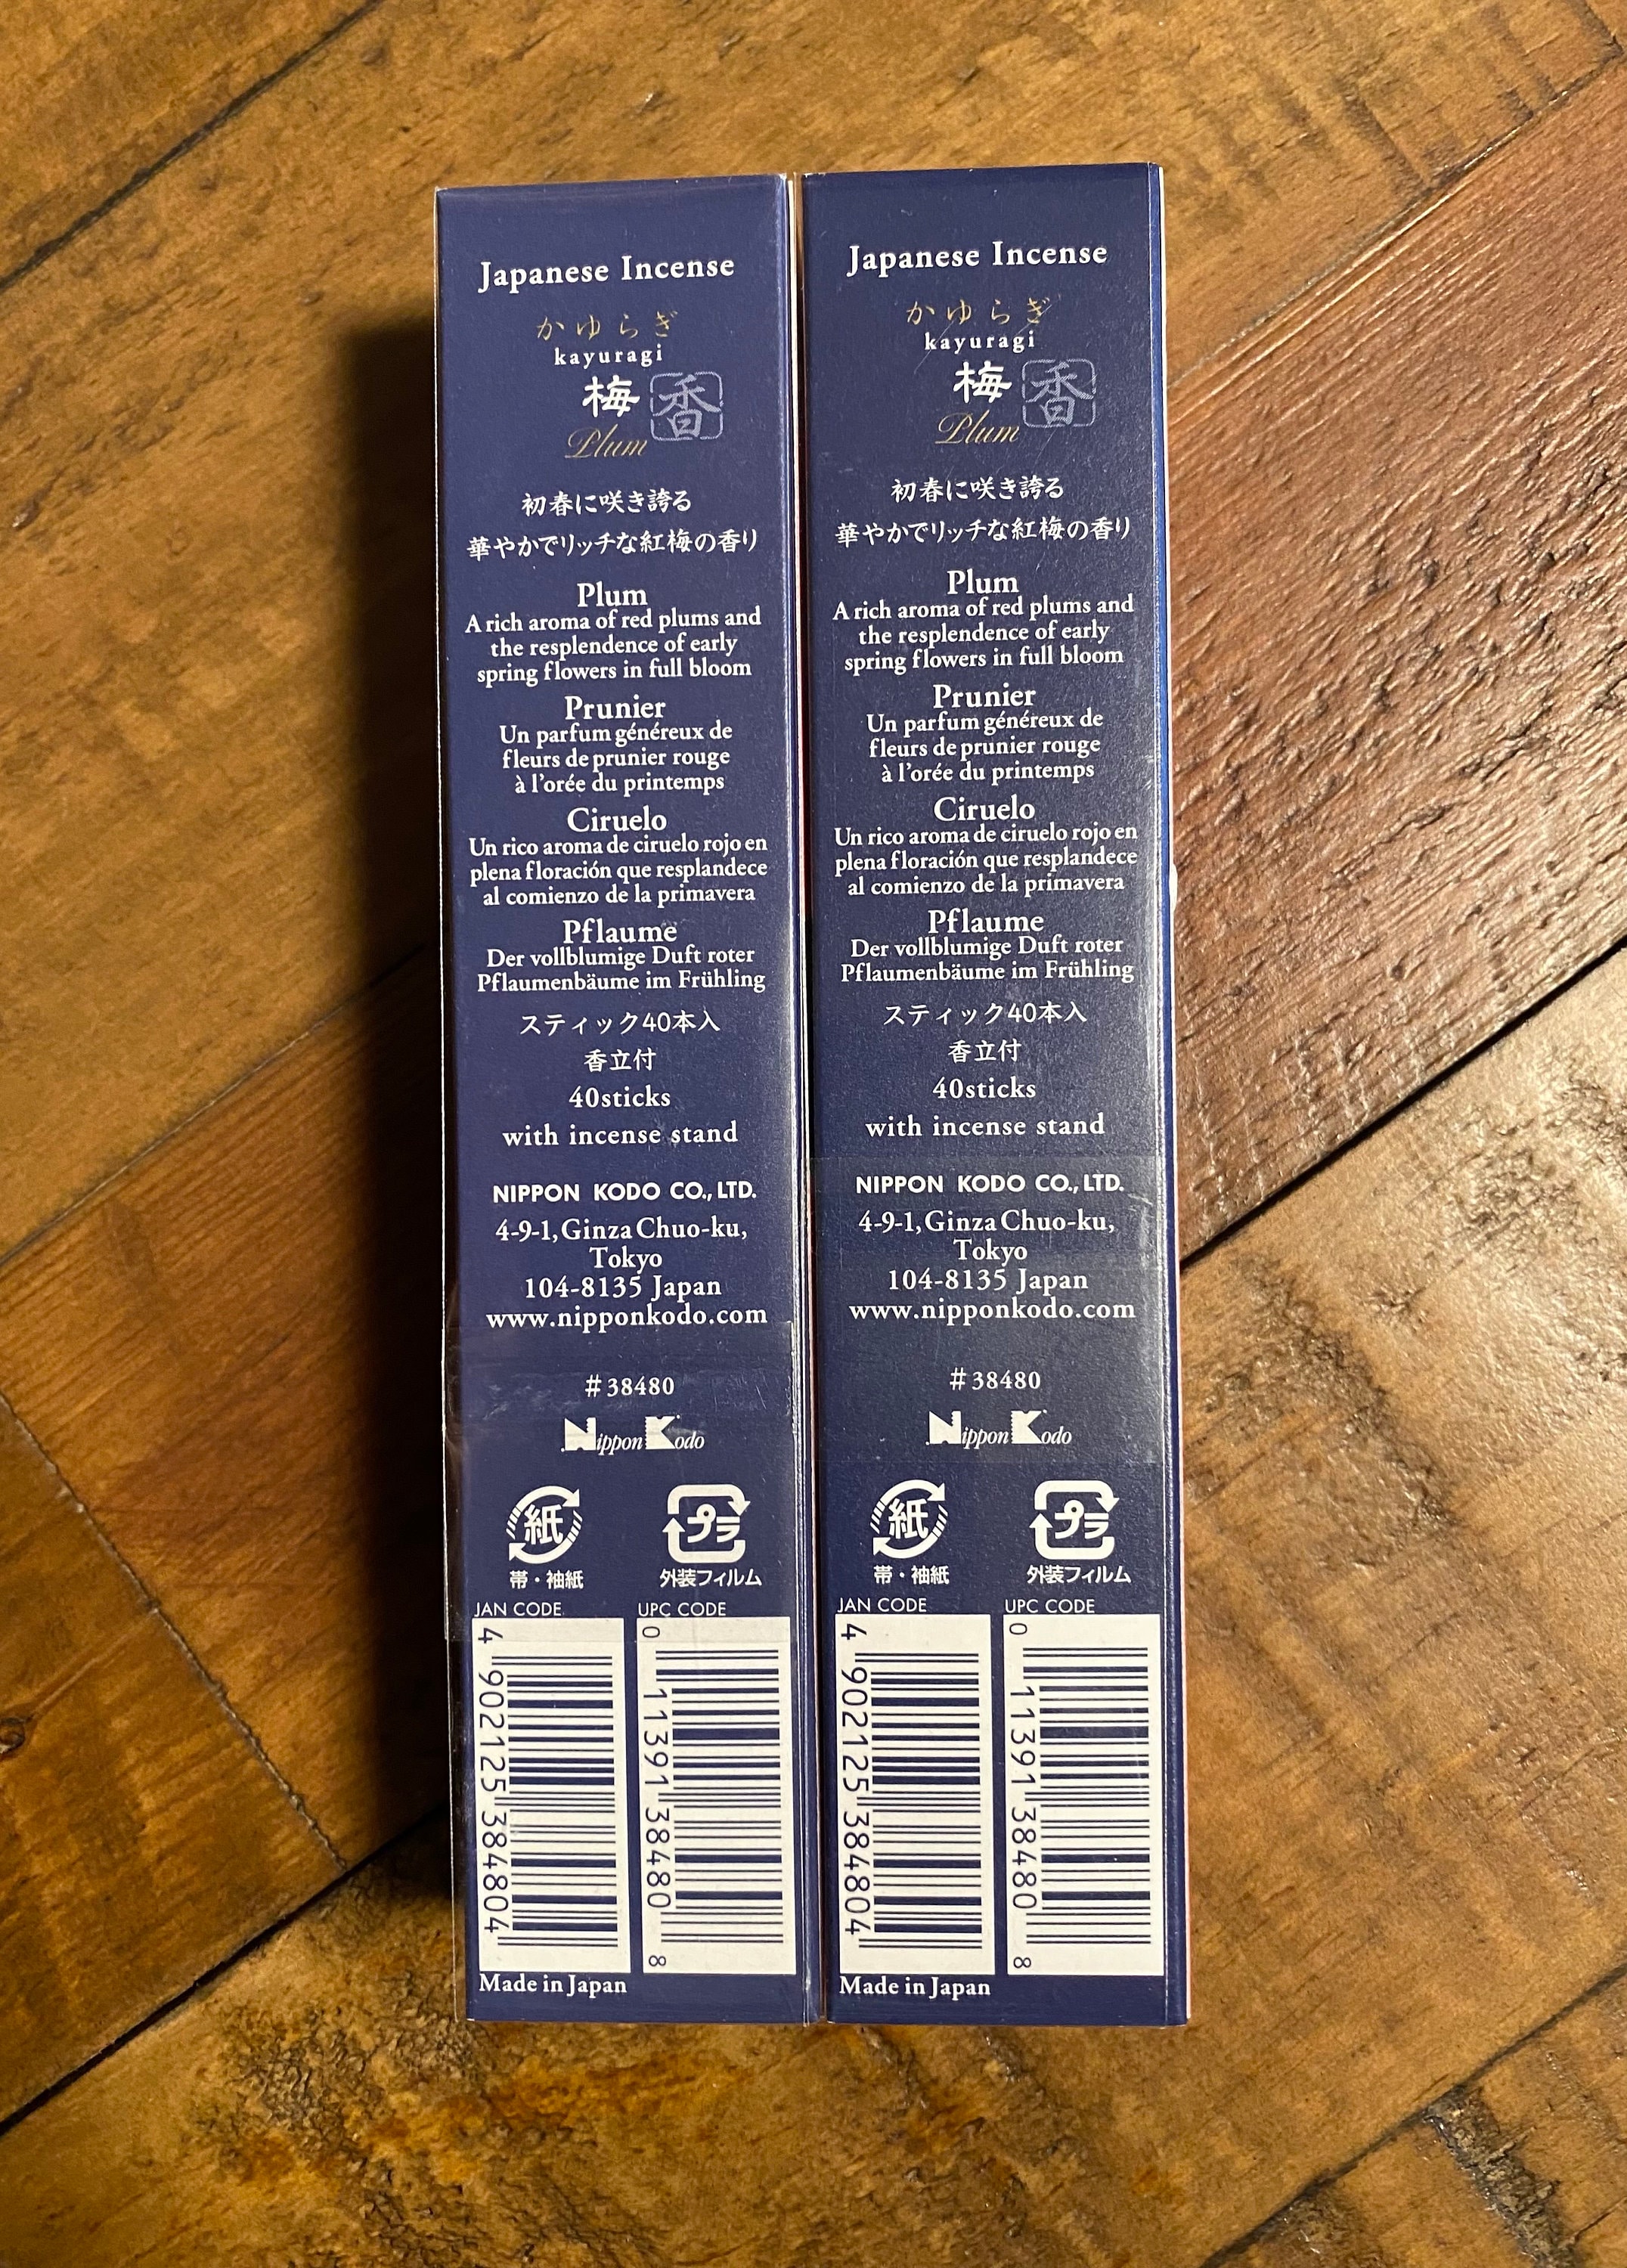 Japanese Incense
かゆらぎ
kayuragi
梅 香
Plum
初春に咲き誇る
華やかでリッチな紅梅の香り
Plum
A rich aroma of red plums and
the resplendence of early
spring flowers in full bloom
Prunier
Un parfum généreux de
fleurs de prunier rouge
à l'orée du printemps
Ciruelo
Un rico aroma de ciruelo rojo en
plena floración que resplandece
al comienzo de la primavera
Pflaume
Der vollblumige Duft roter
Pflaumenbäume im Frühling
スティック40本入
香立付
40sticks
with incense stand
NIPPON KODO CO., LTD.
4-9-1, Ginza Chuo-ku,
Tokyo
104-8135 Japan
www.nipponkodo.com
#38480
Nippon Kodo
紙 プラ
帯・袖紙 外装フィルム
JAN CODE UPC CODE
4 902125 384804
0 11391 38480 8
Made in Japan
Japanese Incense
かゆらぎ
kayuragi
梅 香
Plum
初春に咲き誇る
華やかでリッチな紅梅の香り
Plum
A rich aroma of red plums and
the resplendence of early
spring flowers in full bloom
Prunier
Un parfum généreux de
fleurs de prunier rouge
à l'orée du printemps
Ciruelo
Un rico aroma de ciruelo rojo en
plena floración que resplandece
al comienzo de la primavera
Pflaume
Der vollblumige Duft roter
Pflaumenbäume im Frühling
スティック40本入
香立付
40sticks
with incense stand
NIPPON KODO CO., LTD.
4-9-1, Ginza Chuo-ku,
Tokyo
104-8135 Japan
www.nipponkodo.com
#38480
Nippon Kodo
紙 プラ
帯・袖紙 外装フィルム
JAN CODE UPC CODE
4 902125 384804
0 11391 38480 8
Made in Japan